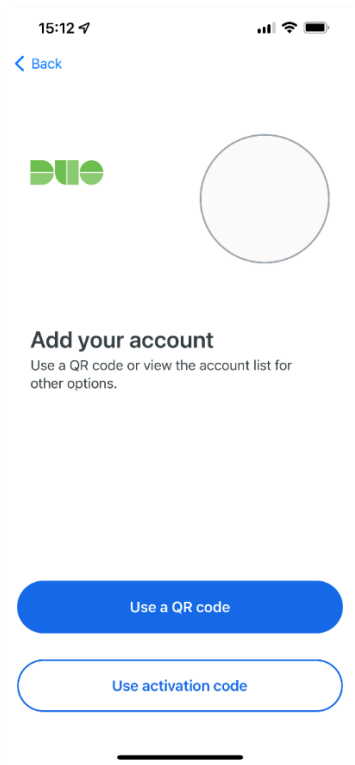 15:12
Back
DUO
Add your account
Use a QR code or view the account list for
other options.
Use a QR code
Use activation code